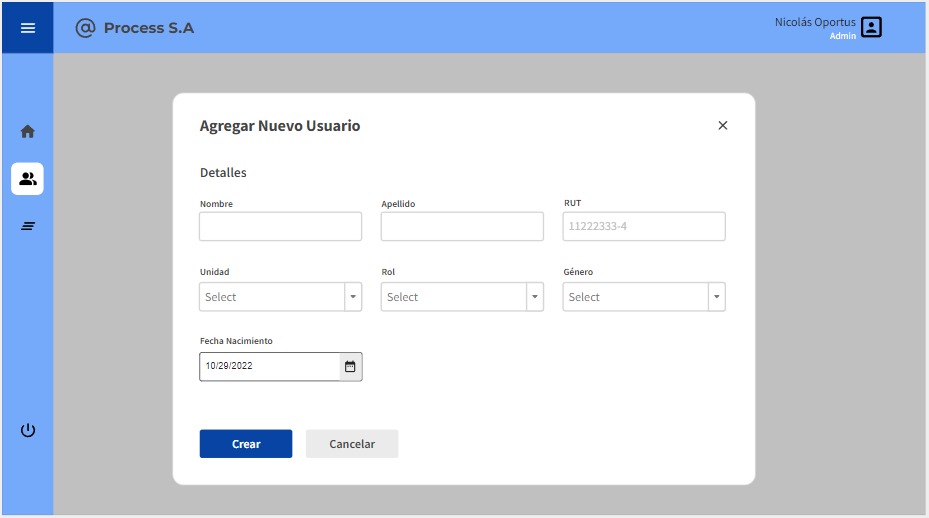 @ Process S.A
Nicolás Oportus
Admin
Agregar Nuevo Usuario
Detalles
Nombre
Apellido
RUT
11222333-4
Unidad
Rol
Género
Select
Select
Select
Fecha Nacimiento
10/29/2022
Crear
Cancelar